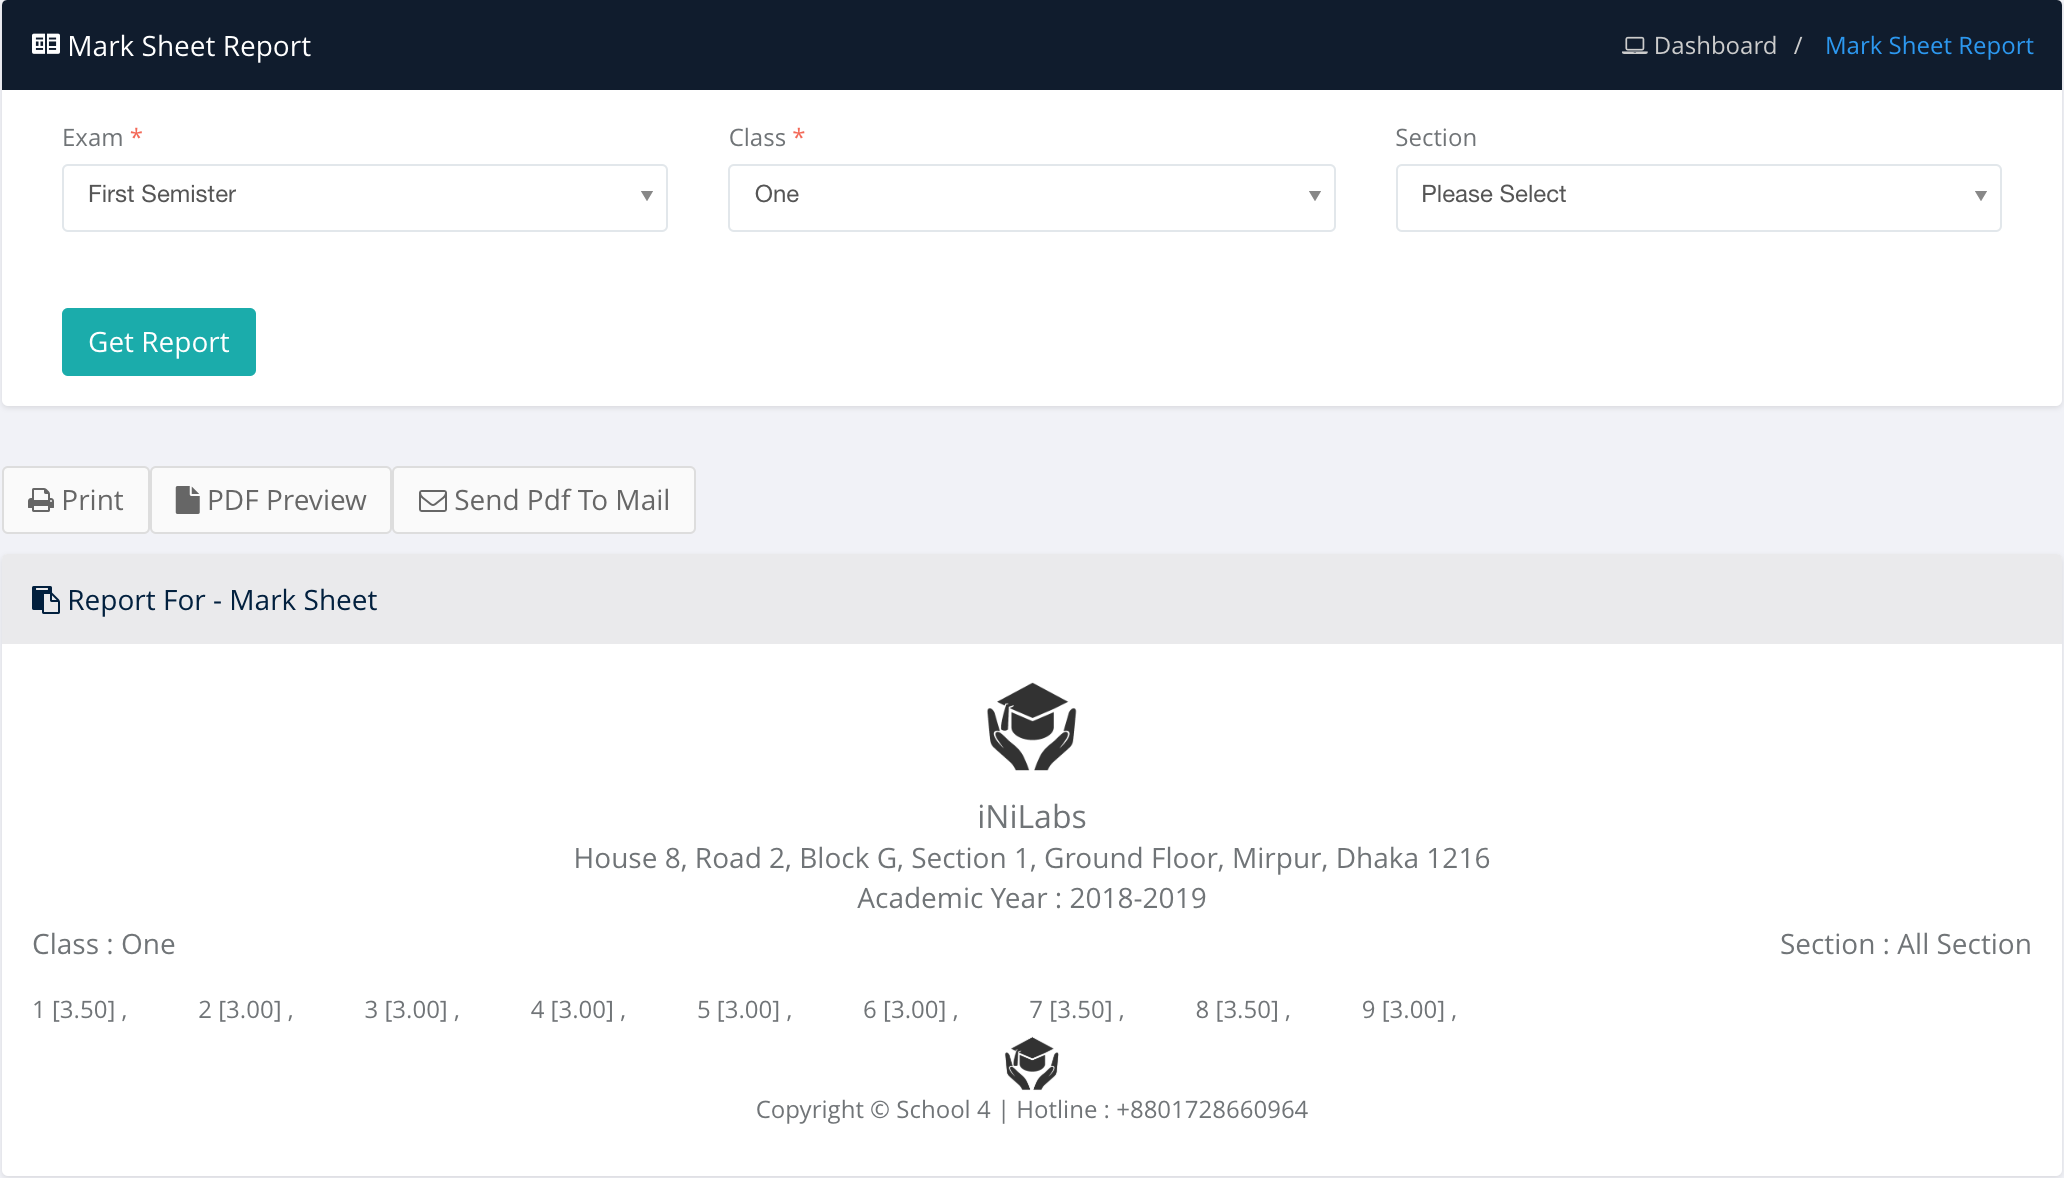 Mark Sheet Report
Dashboard / Mark Sheet Report
Exam *
Class *
Section
First Semister
One
Please Select
Get Report
Print
PDF Preview
Send Pdf To Mail
Report For - Mark Sheet
iNiLabs
House 8, Road 2, Block G, Section 1, Ground Floor, Mirpur, Dhaka 1216
Academic Year : 2018-2019
Class : One
Section : All Section
1 [3.50] , 2 [3.00] , 3 [3.00] , 4 [3.00] , 5 [3.00] , 6 [3.00] , 7 [3.50] , 8 [3.50] , 9 [3.00] ,
Copyright © School 4 | Hotline : +8801728660964